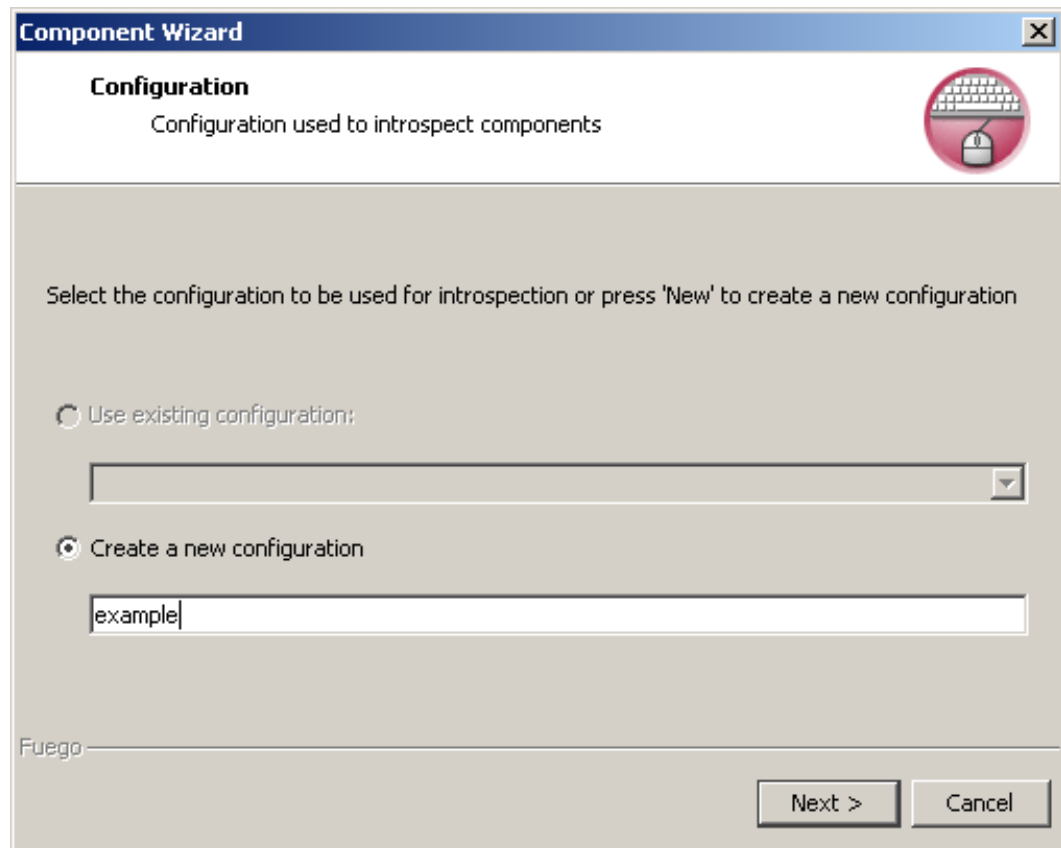 Component Wizard
Configuration
Configuration used to introspect components
Select the configuration to be used for introspection or press 'New' to create a new configuration
Use existing configuration:
Create a new configuration
example
Fuego
Next > Cancel